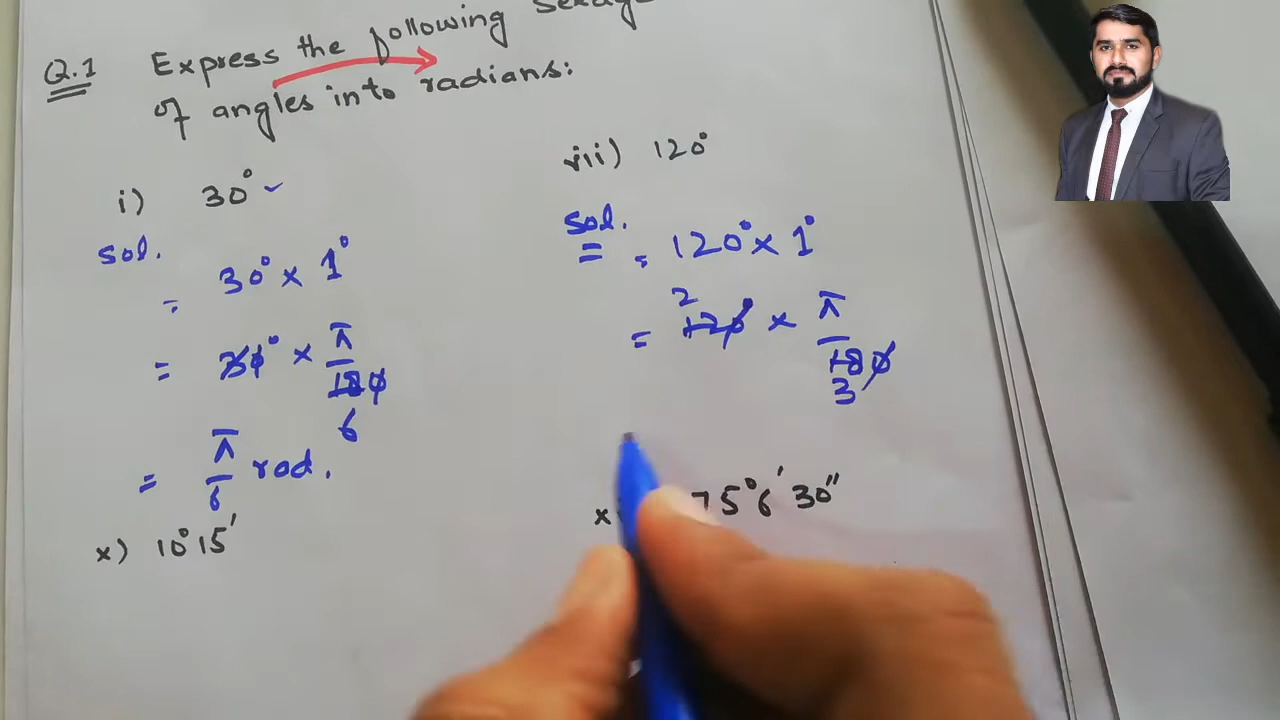 Q.1 Express the following
of angles into radians:
i) 30°
sol.
= 30° × 1°
= 30° × π/180
6
= π/6 rad.
x) 10° 15'
vii) 120°
sol.
= 120° × 1°
2
= 120° × π/180
3
75° 6' 30"